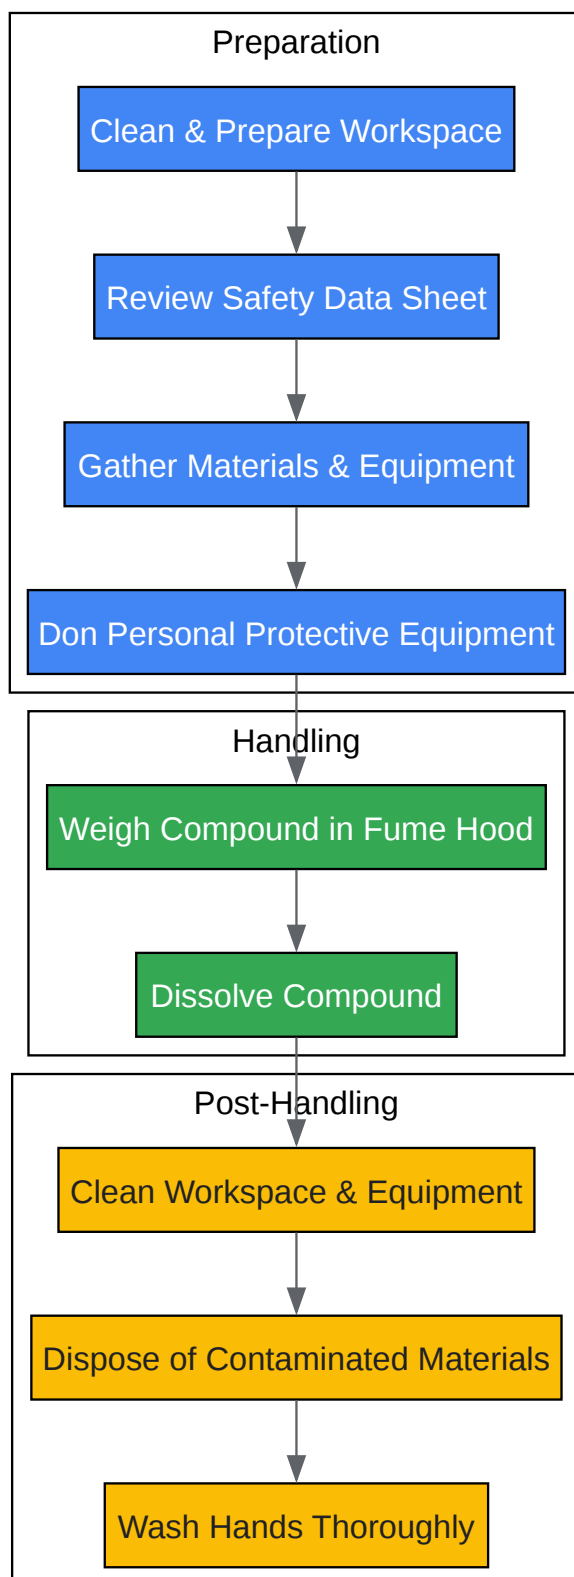 Preparation
Clean & Prepare Workspace
Review Safety Data Sheet
Gather Materials & Equipment
Don Personal Protective Equipment
Handling
Weigh Compound in Fume Hood
Dissolve Compound
Post-Handling
Clean Workspace & Equipment
Dispose of Contaminated Materials
Wash Hands Thoroughly